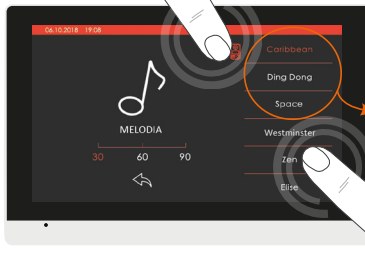 06.10.2018 19:08
Caribbean
Ding Dong
Space
MELODIA
Westminster
30 60 90
Zen
Elise